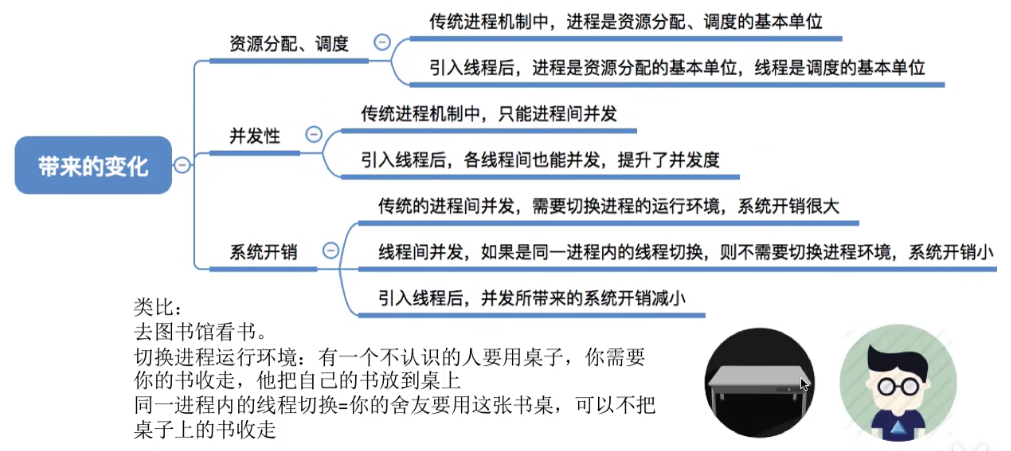 带来的变化
资源分配、调度
传统进程机制中，进程是资源分配、调度的基本单位
引入线程后，进程是资源分配的基本单位，线程是调度的基本单位
并发性
传统进程机制中，只能进程间并发
引入线程后，各线程间也能并发，提升了并发度
系统开销
传统的进程间并发，需要切换进程的运行环境，系统开销很大
线程间并发，如果是同一进程内的线程切换，则不需要切换进程环境，系统开销小
引入线程后，并发所带来的系统开销减小
类比：
去图书馆看书。
切换进程运行环境：有一个不认识的人要用桌子，你需要
你的书收走，他把自己的书放到桌上
同一进程内的线程切换=你的舍友要用这张书桌，可以不把
桌子上的书收走